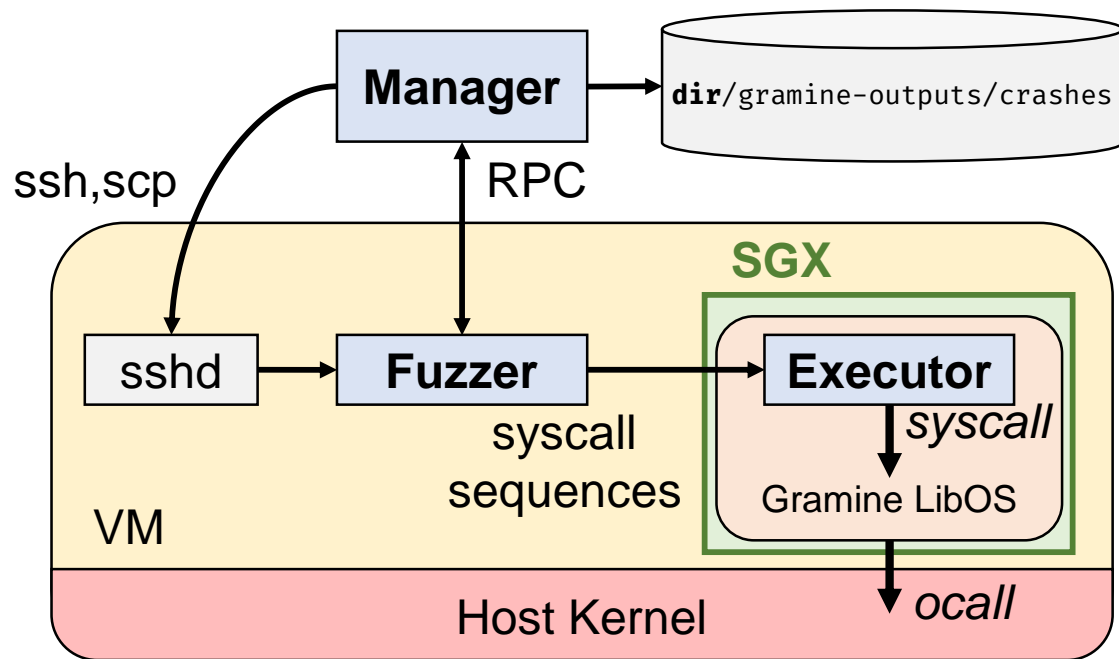 Manager
dir/gramine-outputs/crashes
ssh,scp
RPC
SGX
sshd
Fuzzer
Executor
syscall
sequences
syscall
Gramine LibOS
VM
Host Kernel
ocall